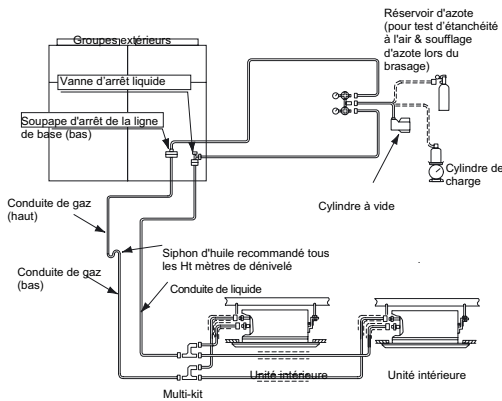 Groupes extérieurs
Vanne d'arrêt liquide
Soupape d'arrêt de la ligne
de base (bas)
Réservoir d'azote
(pour test d'étanchéité
à l'air & soufflage
d'azote lors du
brasage)
Cylindre de
charge
Cylindre à vide
Conduite de gaz
(haut)
Siphon d'huile recommandé tous
les Ht mètres de dénivelé
Conduite de gaz
(bas)
Conduite de liquide
Unité intérieure
Unité intérieure
Multi-kit